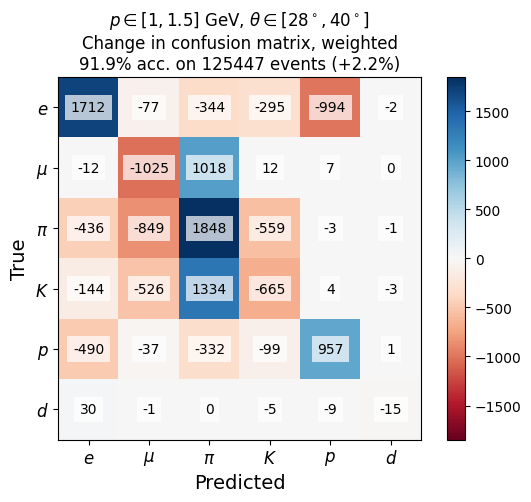 p ∈ [1, 1.5] GeV, θ ∈ [28°, 40°]
Change in confusion matrix, weighted
91.9% acc. on 125447 events (+2.2%)
e 1712 -77 -344 -295 -994 -2
μ -12 -1025 1018 12 7 0
π -436 -849 1848 -559 -3 -1
K -144 -526 1334 -665 4 -3
p -490 -37 -332 -99 957 1
d 30 -1 0 -5 -9 -15
e μ π K p d
True
Predicted
1500
1000
500
0
−500
−1000
−1500